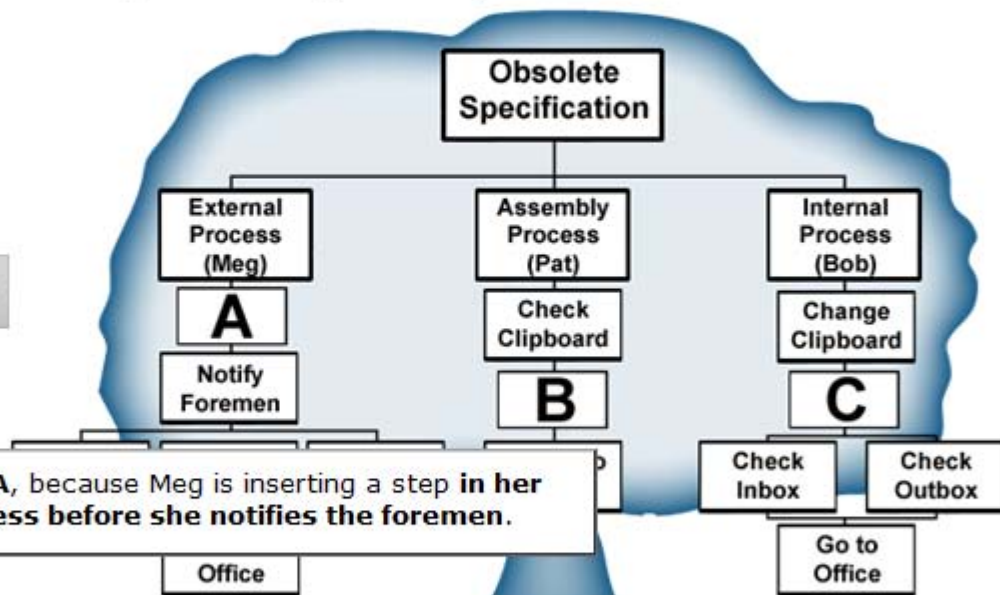 Obsolete
Specification
External
Process
(Meg)
Assembly
Process
(Pat)
Internal
Process
(Bob)
A
Check
Clipboard
Change
Clipboard
Notify
Foremen
B
C
Check
Inbox
Check
Outbox
A, because Meg is inserting a step in her
before she notifies the foremen.
Office
Go to
Office